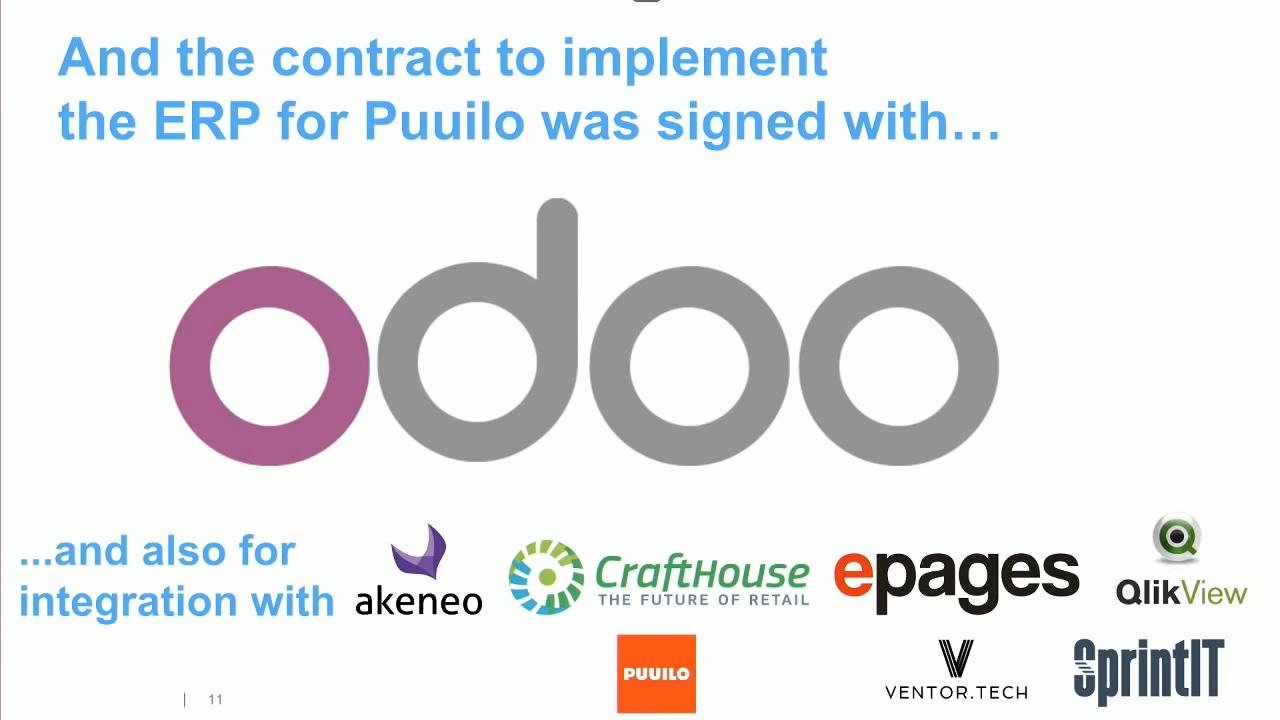 And the contract to implement
the ERP for Puuilo was signed with…
odoo
...and also for
integration with
akeneo
CraftHouse
THE FUTURE OF RETAIL
epages
QlikView
PUUILO
VENTOR.TECH
SprintIT
| 11